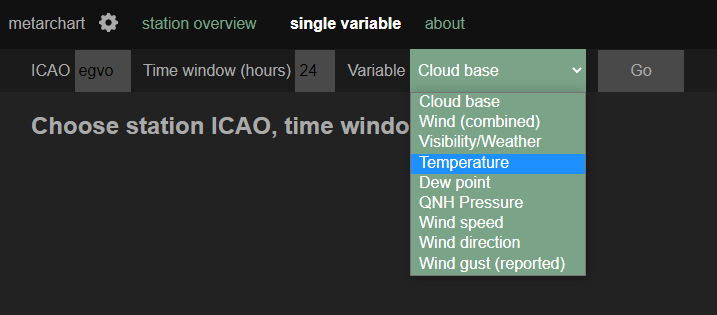 metarchart station overview single variable about
ICAO egvo Time window (hours) 24 Variable Cloud base Go
Choose station ICAO, time windo
Cloud base
Wind (combined)
Visibility/Weather
Temperature
Dew point
QNH Pressure
Wind speed
Wind direction
Wind gust (reported)